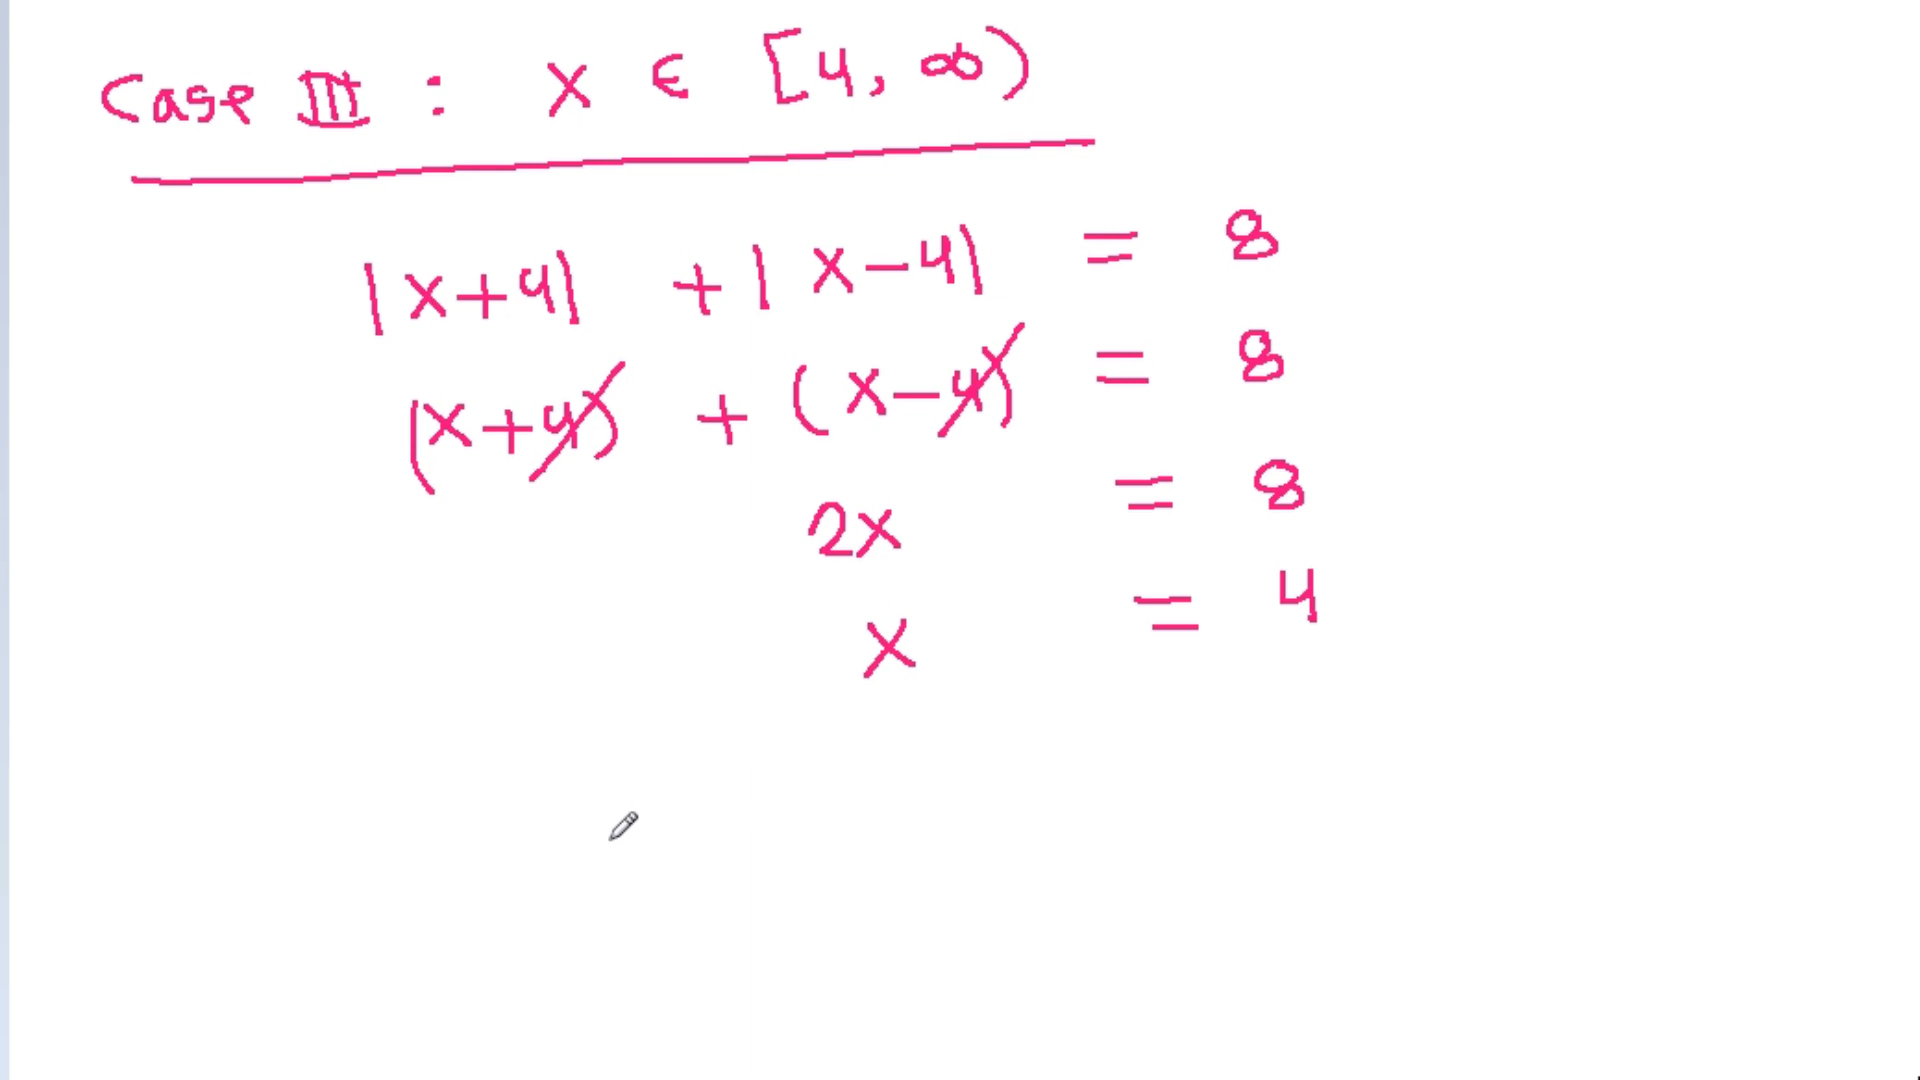 Case III : x ∈ [4, ∞)
|x+4| + |x-4| = 8
(x+4) + (x-4) = 8
2x = 8
x = 4